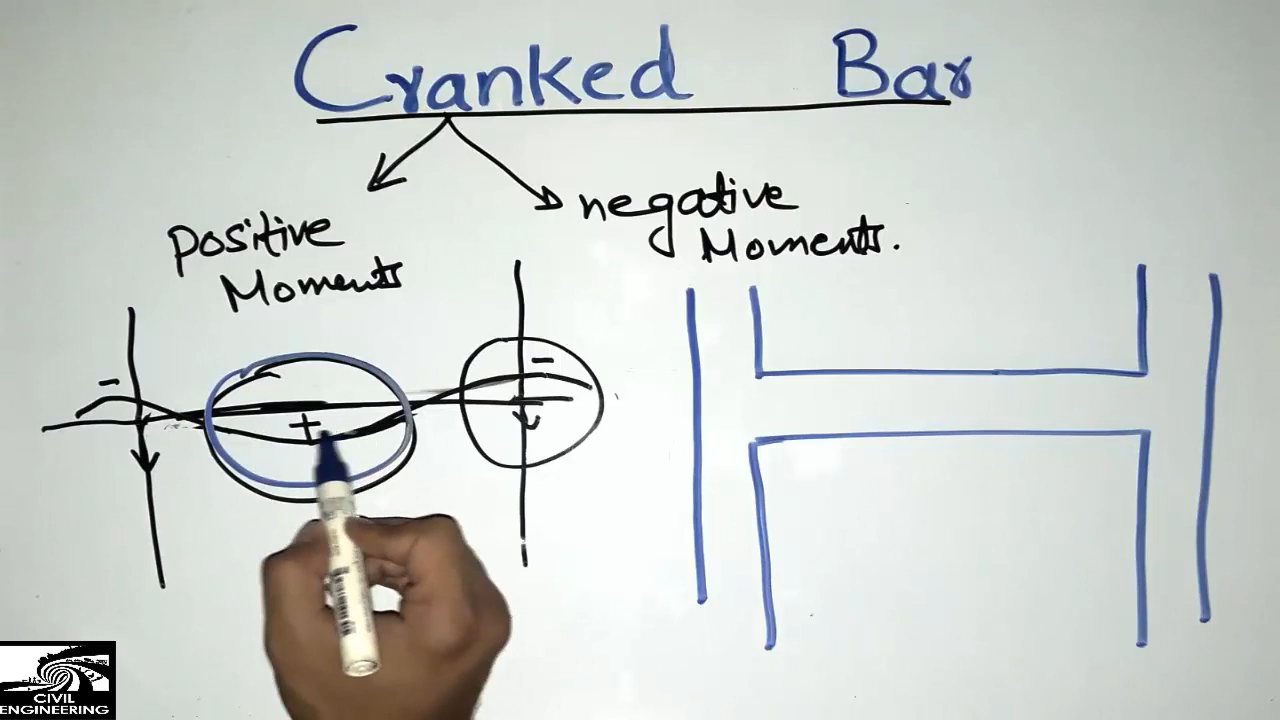 Cranked Bar
positive
Moments
negative
Moments.
-
+
-
CIVIL
ENGINEERING